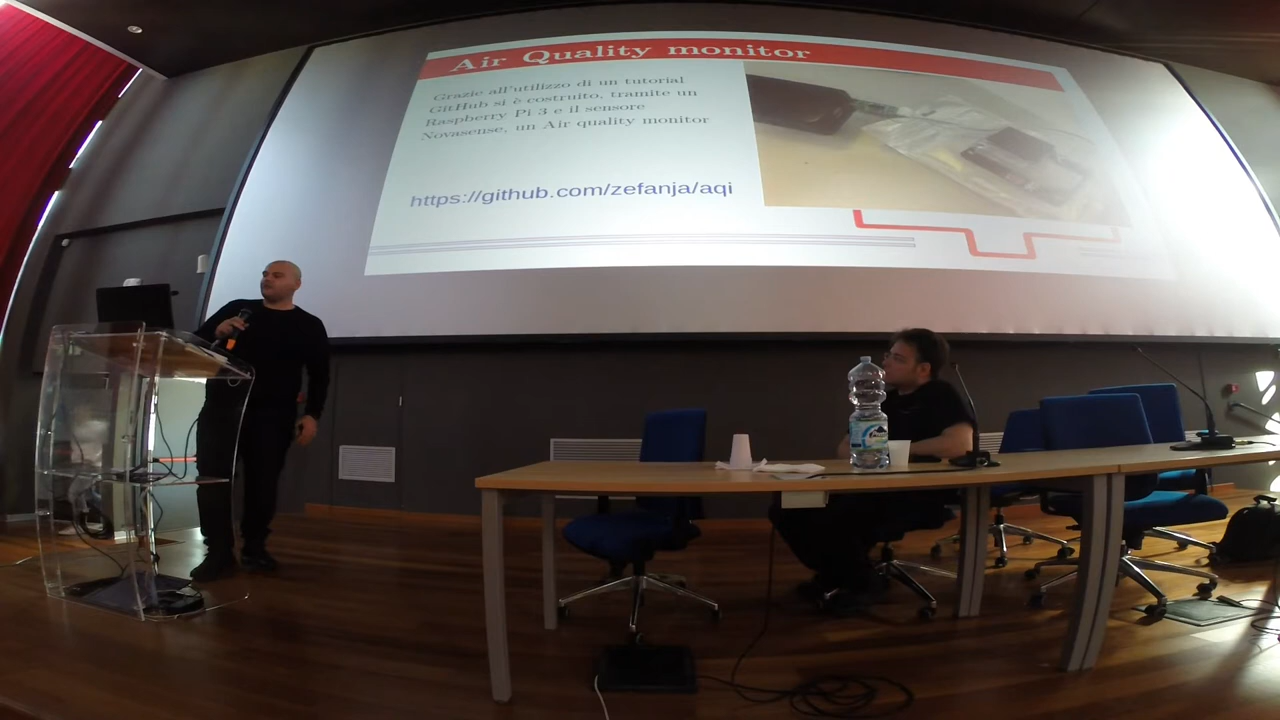 Air Quality monitor
Grazie all'utilizzo di un tutorial
GitHub si è costruito, tramite un
Raspberry Pi 3 e il sensore
Novasense, un Air quality monitor
https://github.com/zefanja/aqi